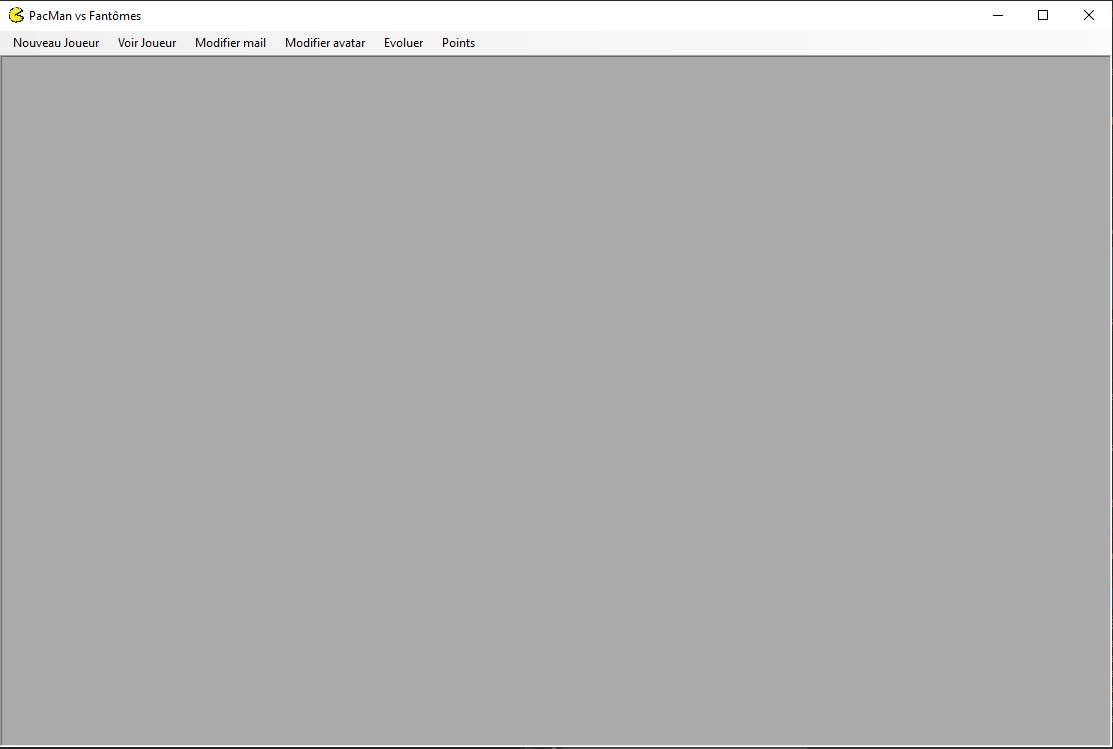 PacMan vs Fantômes
Nouveau Joueur Voir Joueur Modifier mail Modifier avatar Evoluer Points